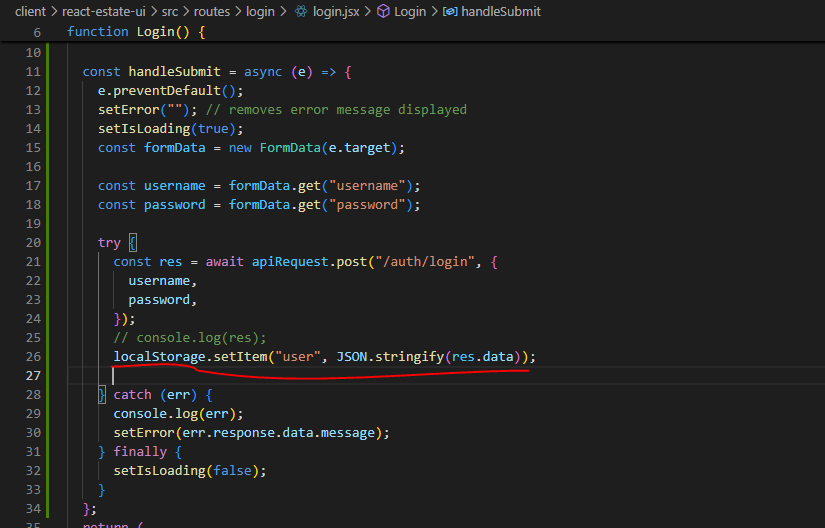 client > react-estate-ui > src > routes > login > login.jsx > Login > handleSubmit
6 function Login() {
10
11 const handleSubmit = async (e) => {
12 e.preventDefault();
13 setError(""); // removes error message displayed
14 setIsLoading(true);
15 const formData = new FormData(e.target);
16
17 const username = formData.get("username");
18 const password = formData.get("password");
19
20 try {
21 const res = await apiRequest.post("/auth/login", {
22 username,
23 password,
24 });
25 // console.log(res);
26 localStorage.setItem("user", JSON.stringify(res.data));
27
28 } catch (err) {
29 console.log(err);
30 setError(err.response.data.message);
31 } finally {
32 setIsLoading(false);
33 }
34 };
35 return (